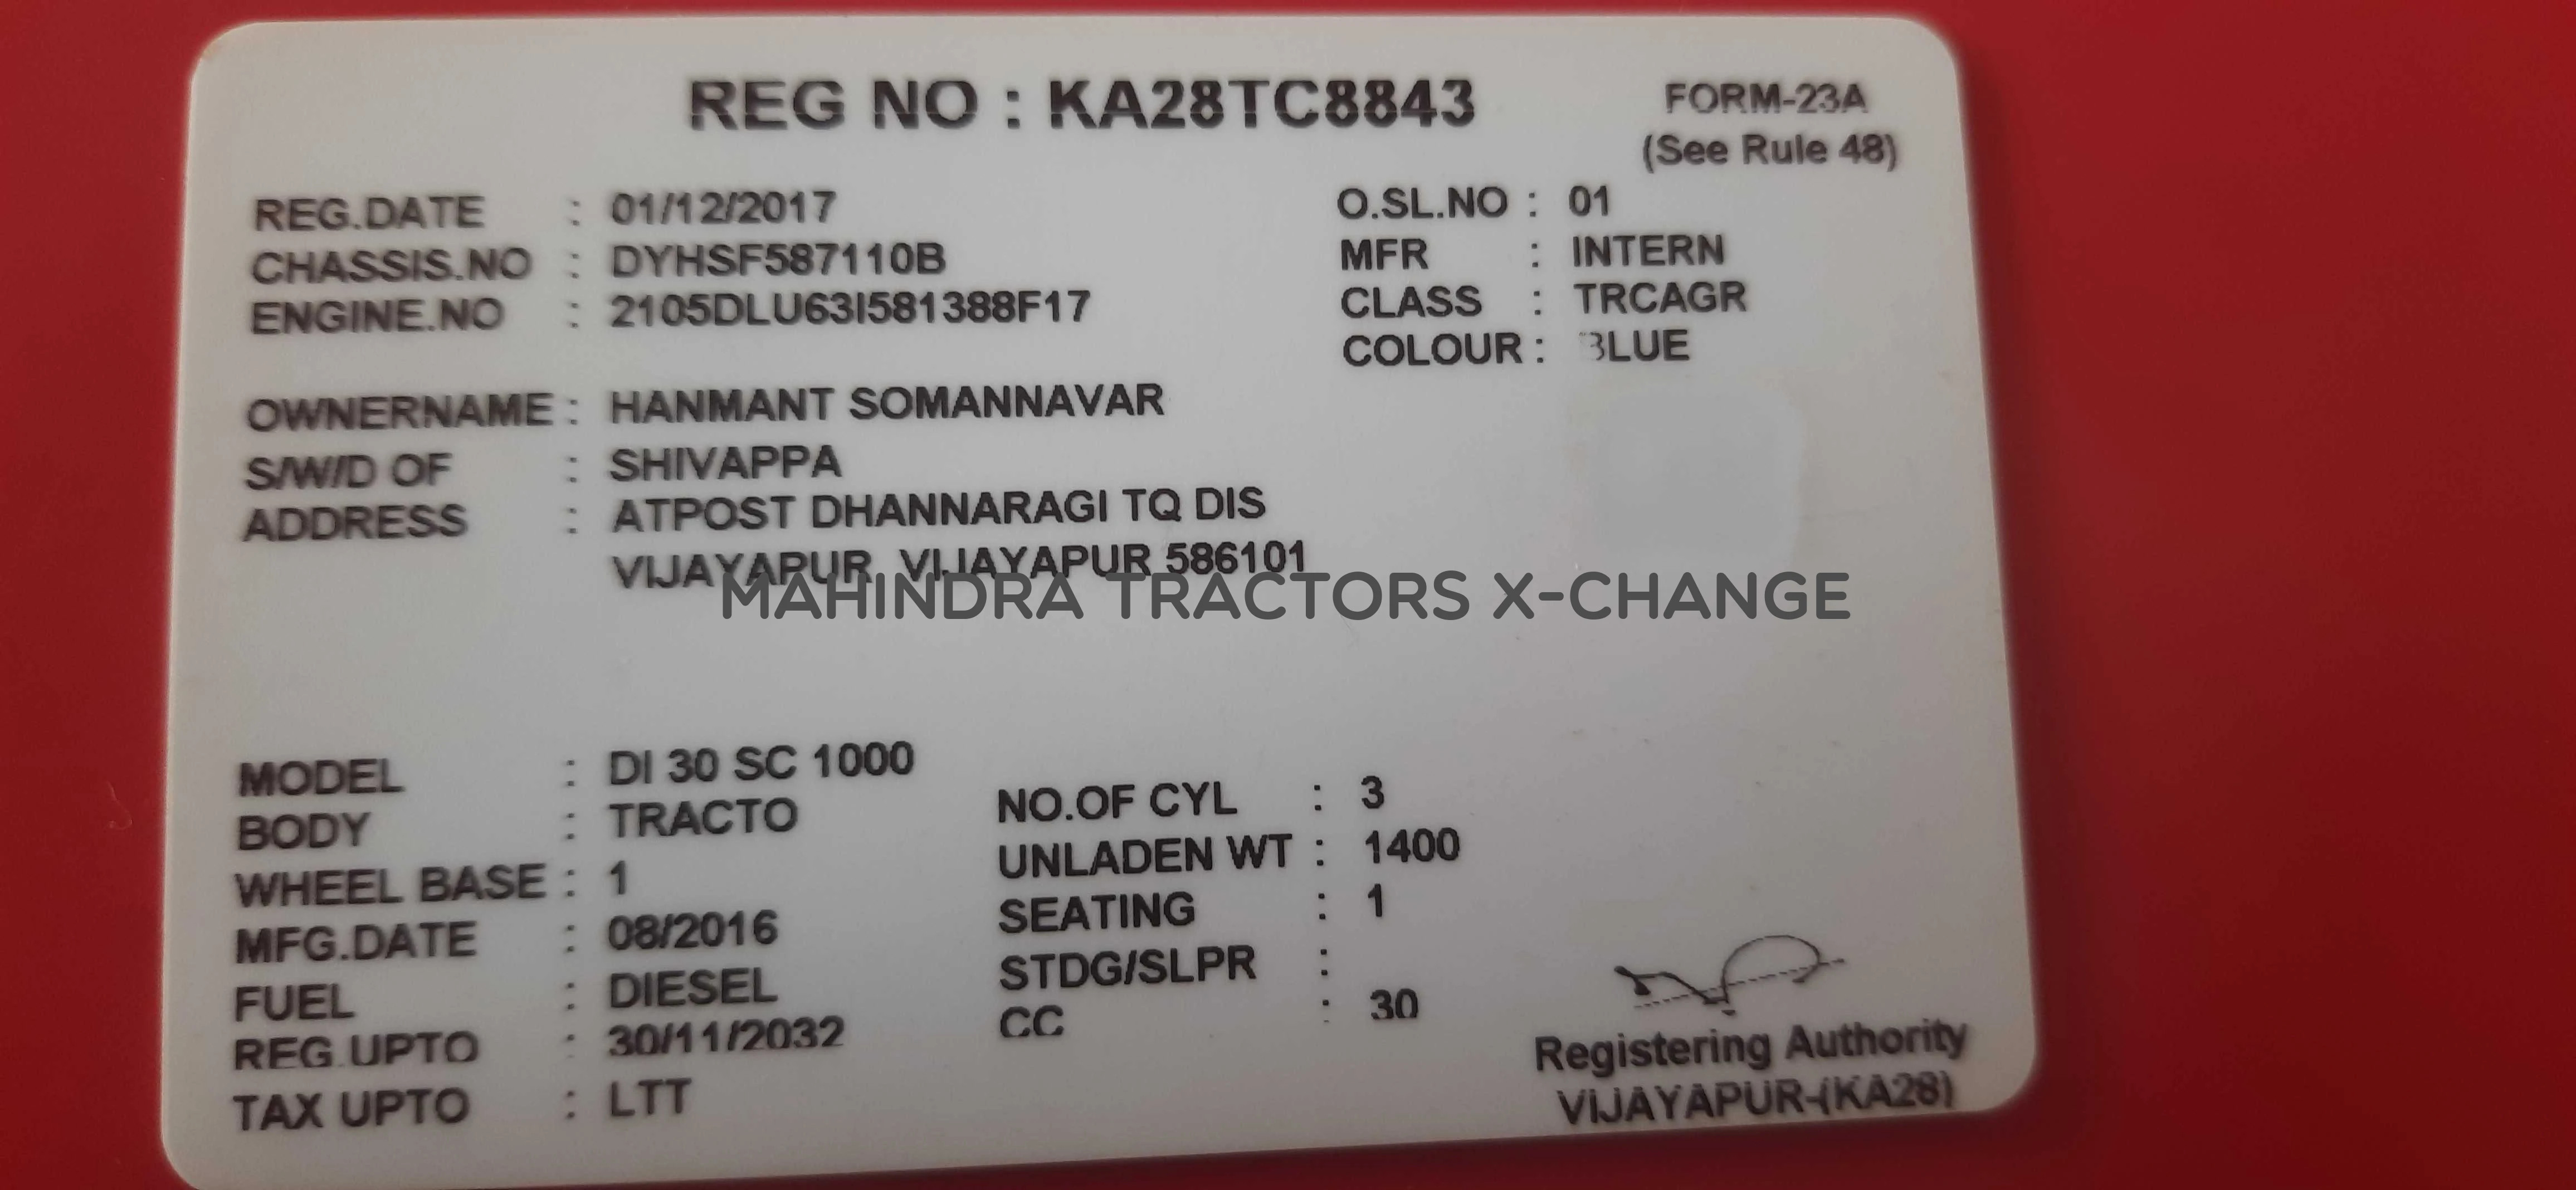 REG NO : KA28TC8843
FORM-23A
(See Rule 48)
REG.DATE : 01/12/2017
O.SL.NO : 01
CHASSIS.NO : DYHSF587110B
MFR : INTERN
ENGINE.NO : 2105DLU63I581388F17
CLASS : TRCAGR
COLOUR : BLUE
OWNERNAME : HANMANT SOMANNAVAR
S/W/D OF : SHIVAPPA
ADDRESS : ATPOST DHANNARAGI TQ DIS
VIJAYAPUR, VIJAYAPUR 586101
MAHINDRA TRACTORS X-CHANGE
MODEL : DI 30 SC 1000
BODY : TRACTO
WHEEL BASE : 1
MFG.DATE : 08/2016
FUEL : DIESEL
REG.UPTO : 30/11/2032
TAX UPTO : LTT
NO.OF CYL : 3
UNLADEN WT : 1400
SEATING : 1
STDG/SLPR :
CC : 30
Registering Authority
VIJAYAPUR-(KA28)